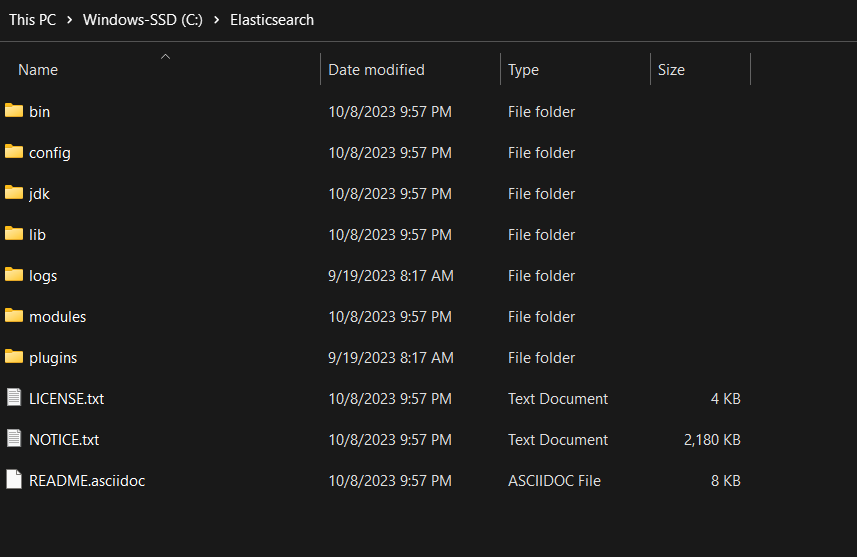 This PC > Windows-SSD (C:) > Elasticsearch
Name Date modified Type Size
bin 10/8/2023 9:57 PM File folder
config 10/8/2023 9:57 PM File folder
jdk 10/8/2023 9:57 PM File folder
lib 10/8/2023 9:57 PM File folder
logs 9/19/2023 8:17 AM File folder
modules 10/8/2023 9:57 PM File folder
plugins 9/19/2023 8:17 AM File folder
LICENSE.txt 10/8/2023 9:57 PM Text Document 4 KB
NOTICE.txt 10/8/2023 9:57 PM Text Document 2,180 KB
README.asciidoc 10/8/2023 9:57 PM ASCIIDOC File 8 KB